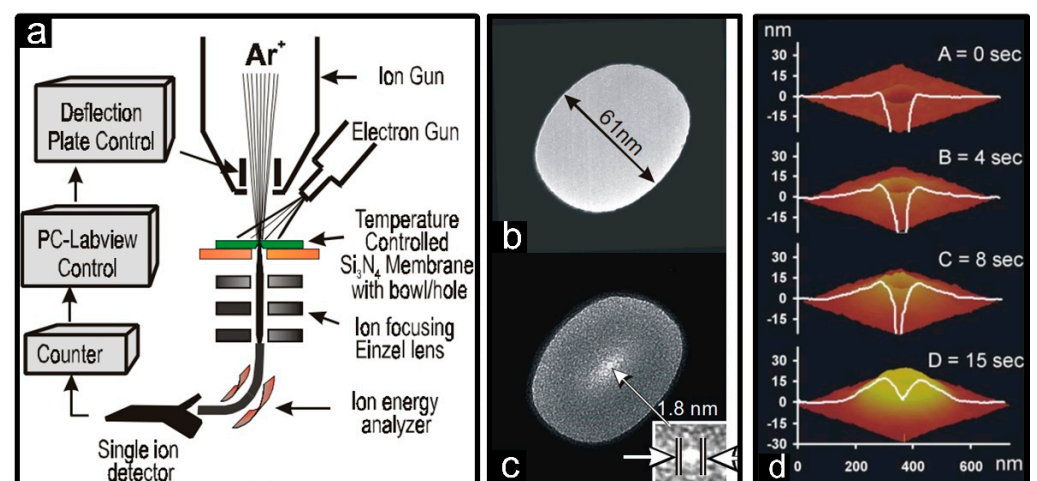 a
Ar+
Ion Gun
Deflection
Plate Control
Electron Gun
PC-Labview
Control
Temperature
Controlled
Si3N4 Membrane
with bowl/hole
Ion focusing
Einzel lens
Counter
Ion energy
analyzer
Single ion
detector
61nm
b
1.8 nm
c
nm
30
15
0
-15
A = 0 sec
30
15
0
-15
B = 4 sec
30
15
0
-15
C = 8 sec
30
15
0
-15
-30
D = 15 sec
0 200 400 600 nm
d